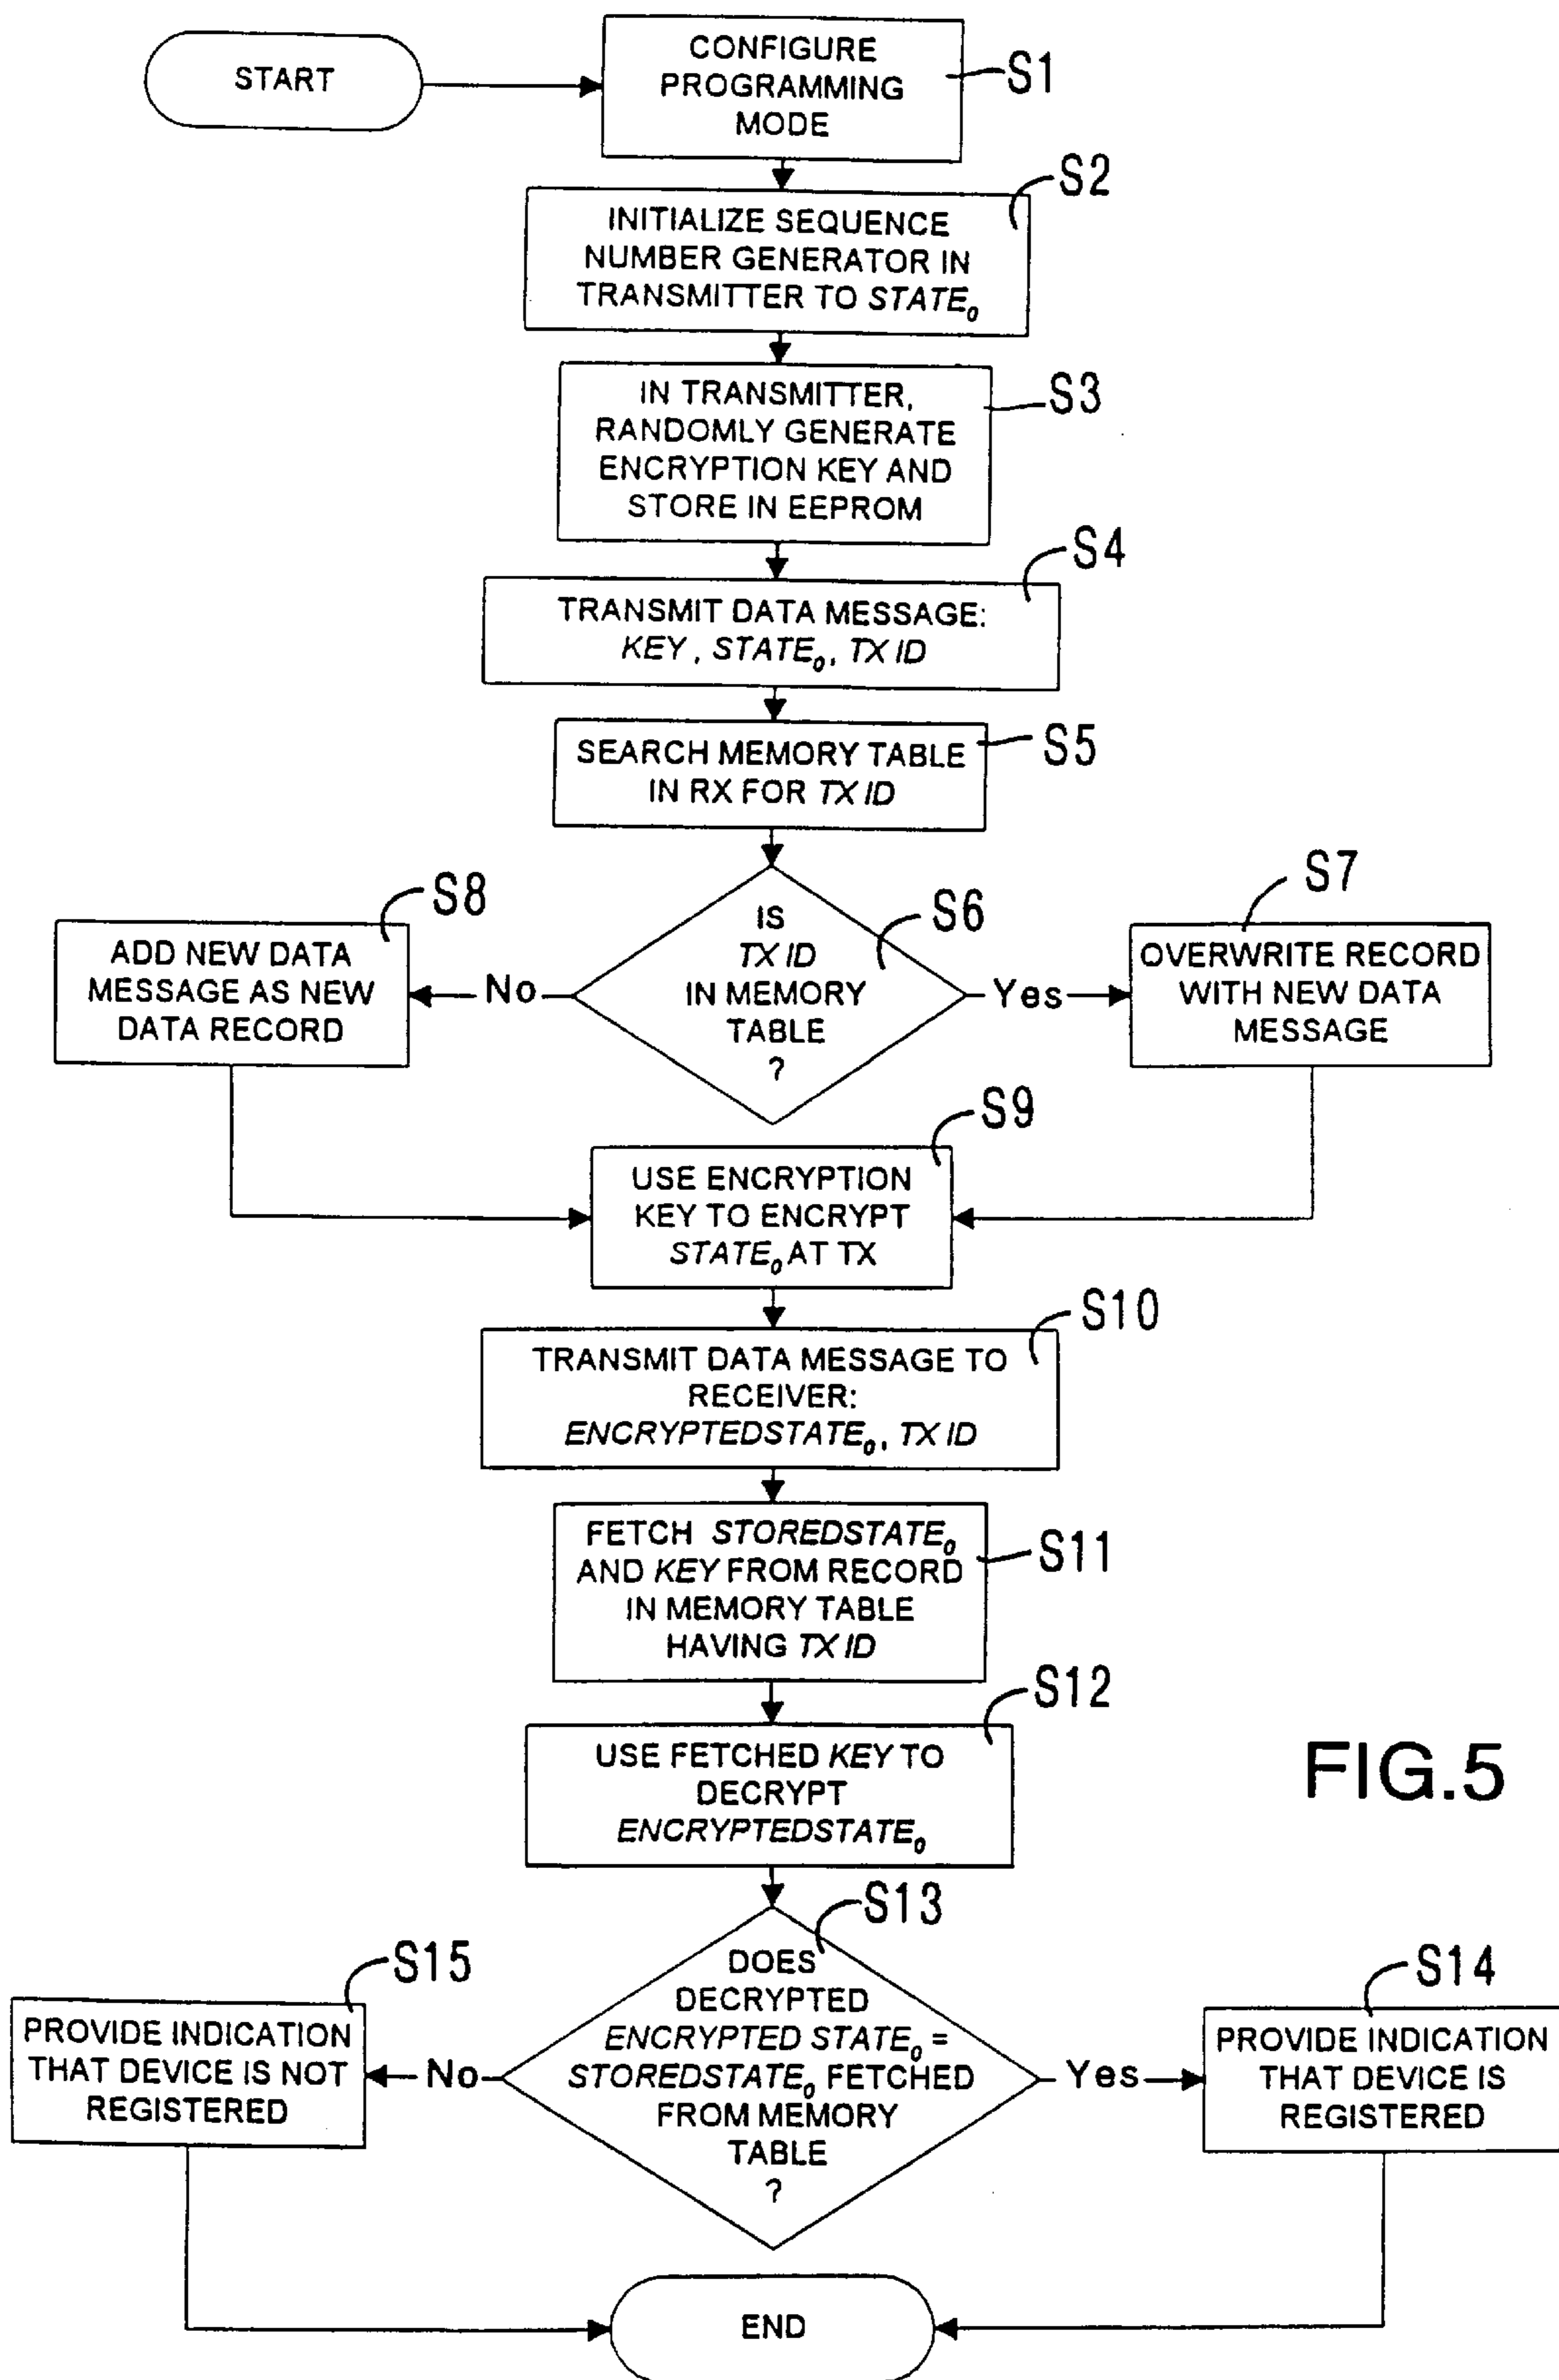 START
CONFIGURE
PROGRAMMING
MODE
S1
S2
INITIALIZE SEQUENCE
NUMBER GENERATOR IN
TRANSMITTER TO STATE₀
S3
IN TRANSMITTER,
RANDOMLY GENERATE
ENCRYPTION KEY AND
STORE IN EEPROM
S4
TRANSMIT DATA MESSAGE:
KEY, STATE₀, TX ID
S5
SEARCH MEMORY TABLE
IN RX FOR TX ID
S6
IS
TX ID
IN MEMORY
TABLE
?
No
Yes
S8
ADD NEW DATA
MESSAGE AS NEW
DATA RECORD
S7
OVERWRITE RECORD
WITH NEW DATA
MESSAGE
S9
USE ENCRYPTION
KEY TO ENCRYPT
STATE₀ AT TX
S10
TRANSMIT DATA MESSAGE TO
RECEIVER:
ENCRYPTEDSTATE₀, TX ID
S11
FETCH STOREDSTATE₀
AND KEY FROM RECORD
IN MEMORY TABLE
HAVING TX ID
S12
USE FETCHED KEY TO
DECRYPT
ENCRYPTEDSTATE₀
FIG.5
S13
DOES
DECRYPTED
ENCRYPTED STATE₀ =
STOREDSTATE₀ FETCHED
FROM MEMORY
TABLE
?
No
Yes
S15
PROVIDE INDICATION
THAT DEVICE IS NOT
REGISTERED
S14
PROVIDE INDICATION
THAT DEVICE IS
REGISTERED
END